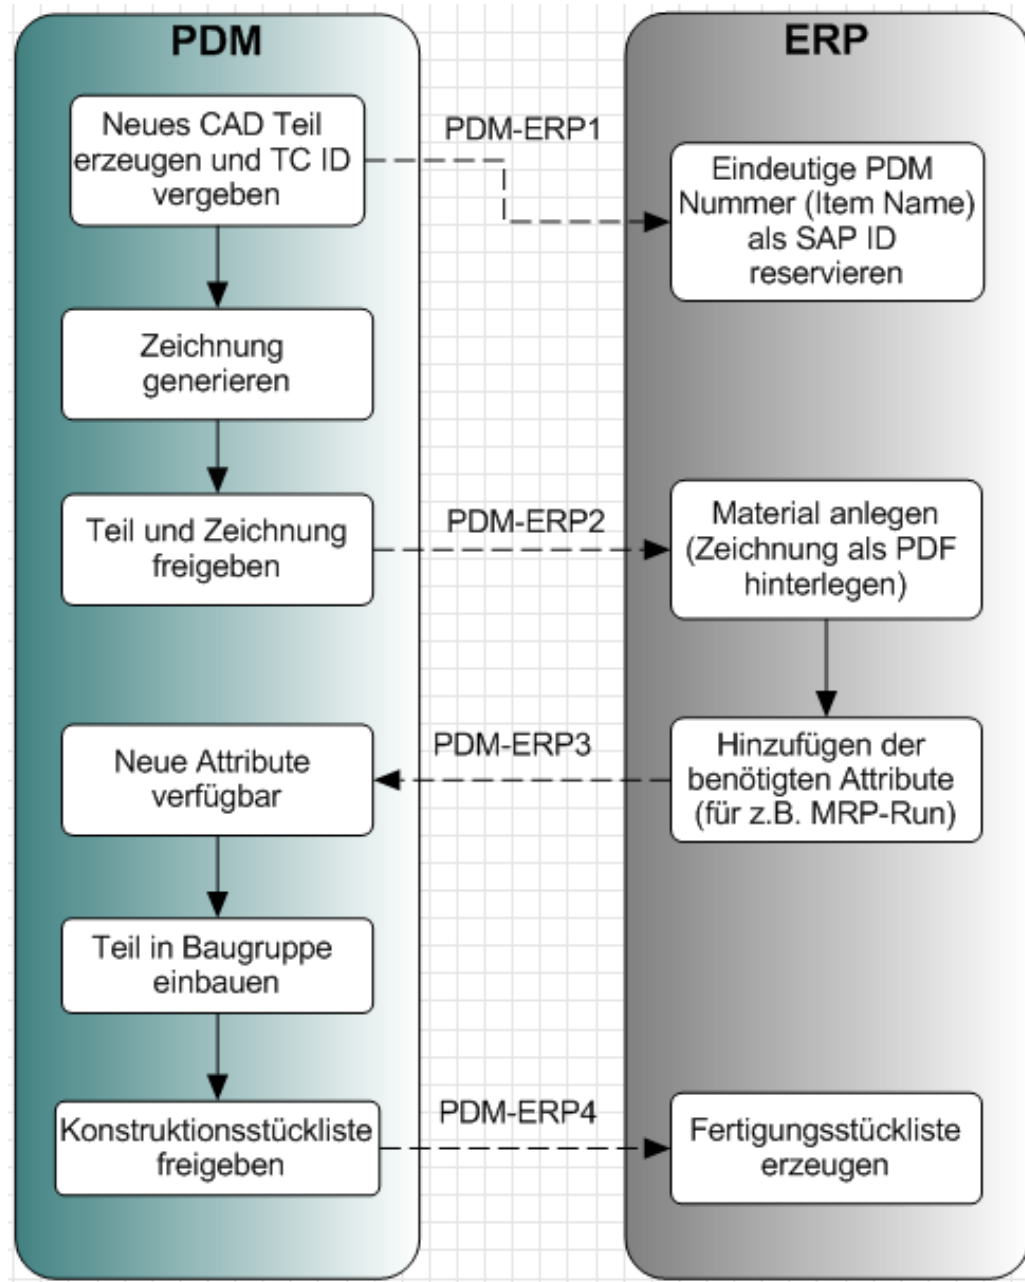 PDM
ERP
Neues CAD Teil
erzeugen und TC ID
vergeben
PDM-ERP1
Eindeutige PDM
Nummer (Item Name)
als SAP ID
reservieren
Zeichnung
generieren
Teil und Zeichnung
freigeben
PDM-ERP2
Material anlegen
(Zeichnung als PDF
hinterlegen)
Neue Attribute
verfügbar
PDM-ERP3
Hinzufügen der
benötigten Attribute
(für z.B. MRP-Run)
Teil in Baugruppe
einbauen
Konstruktionsstückliste
freigeben
PDM-ERP4
Fertigungsstückliste
erzeugen